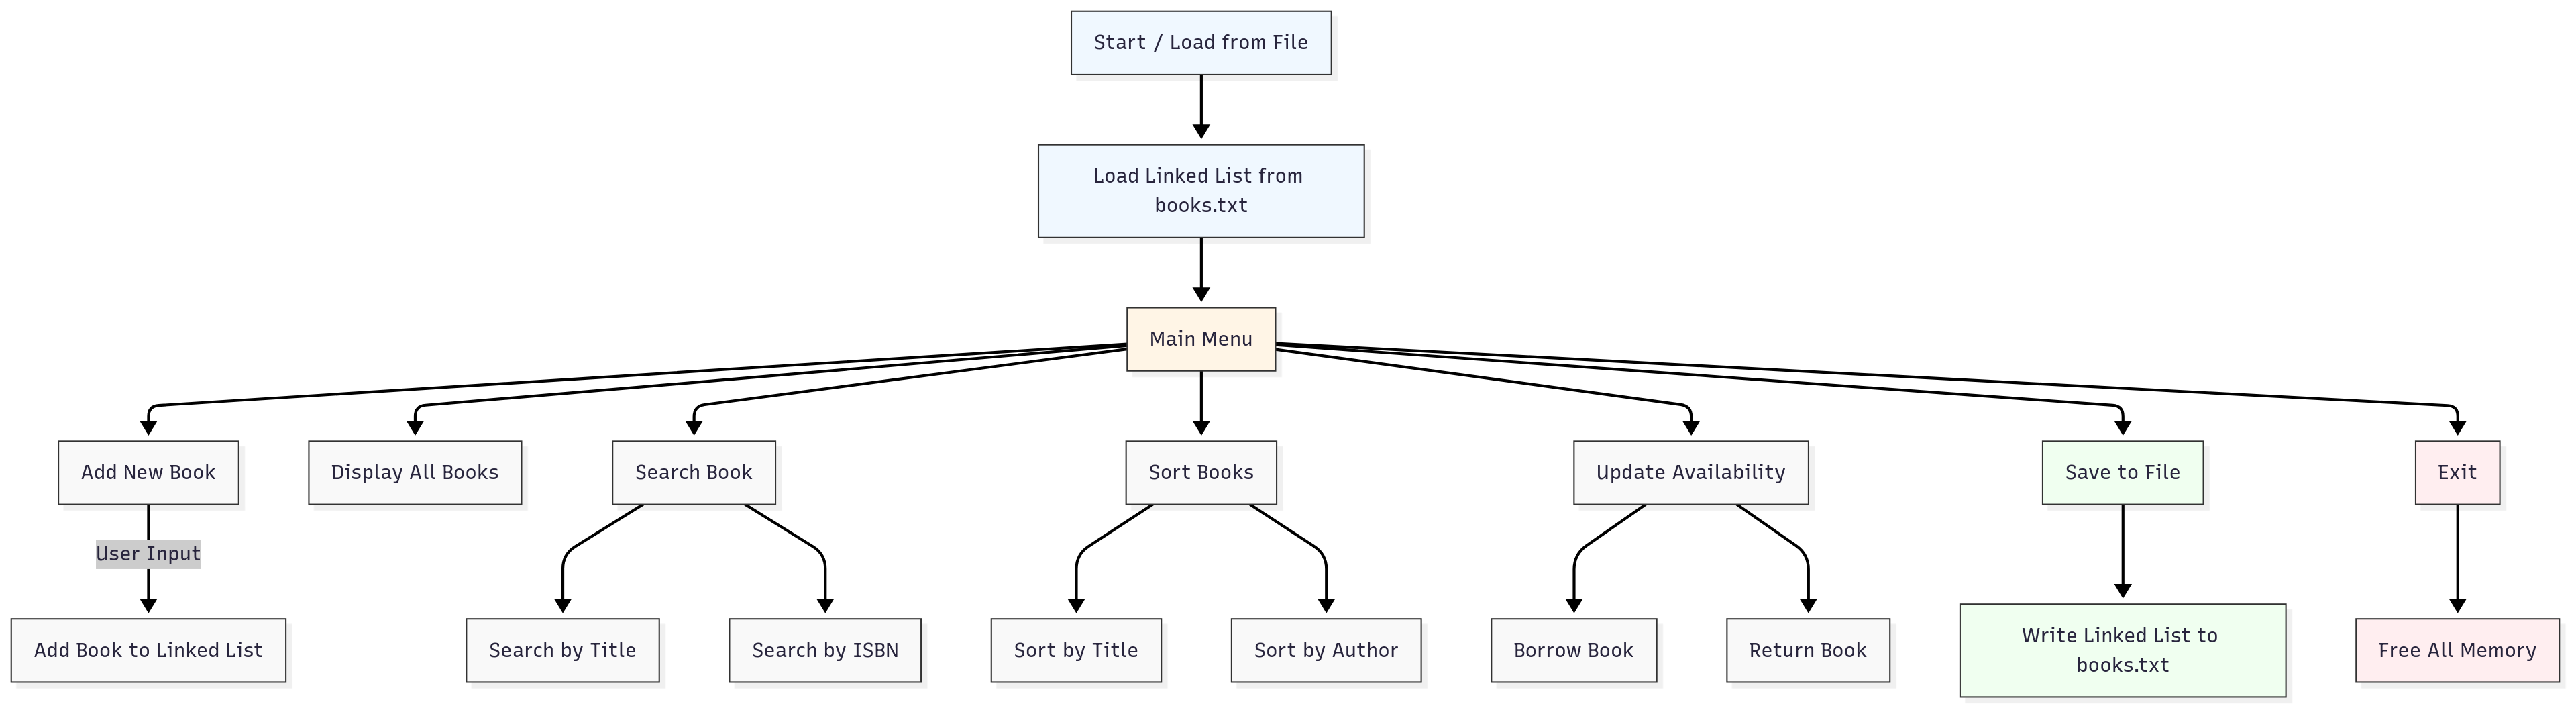 Start / Load from File
Load Linked List from
books.txt
Main Menu
Add New Book
Display All Books
Search Book
Sort Books
Update Availability
Save to File
Exit
User Input
Add Book to Linked List
Search by Title
Search by ISBN
Sort by Title
Sort by Author
Borrow Book
Return Book
Write Linked List to
books.txt
Free All Memory